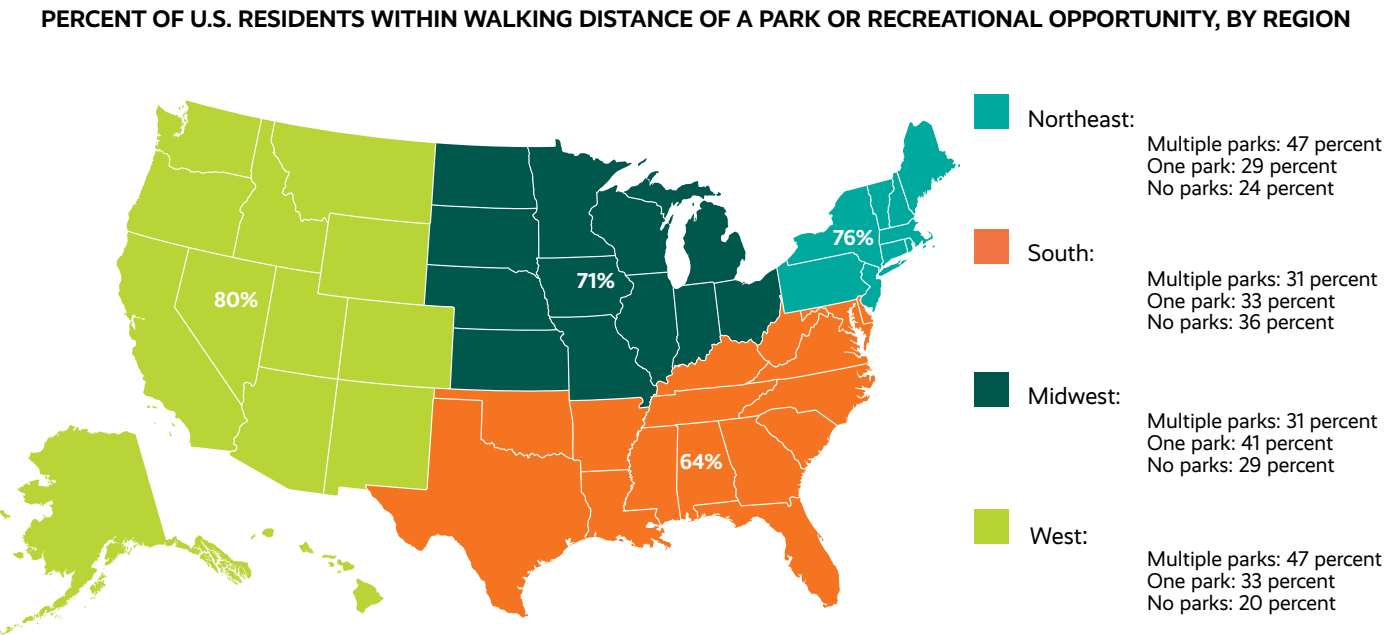 PERCENT OF U.S. RESIDENTS WITHIN WALKING DISTANCE OF A PARK OR RECREATIONAL OPPORTUNITY, BY REGION
80%
71%
76%
64%
Northeast:
Multiple parks: 47 percent
One park: 29 percent
No parks: 24 percent
South:
Multiple parks: 31 percent
One park: 33 percent
No parks: 36 percent
Midwest:
Multiple parks: 31 percent
One park: 41 percent
No parks: 29 percent
West:
Multiple parks: 47 percent
One park: 33 percent
No parks: 20 percent